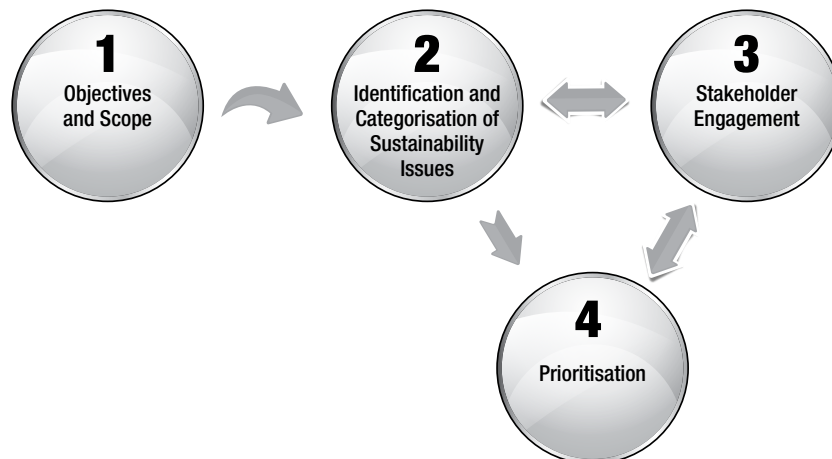 1
Objectives
and Scope
2
Identification and
Categorisation of
Sustainability
Issues
3
Stakeholder
Engagement
4
Prioritisation